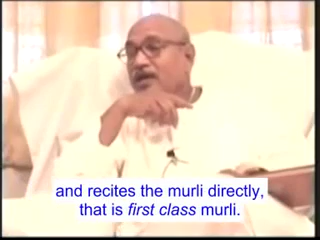 and recites the murli directly,
that is first class murli.